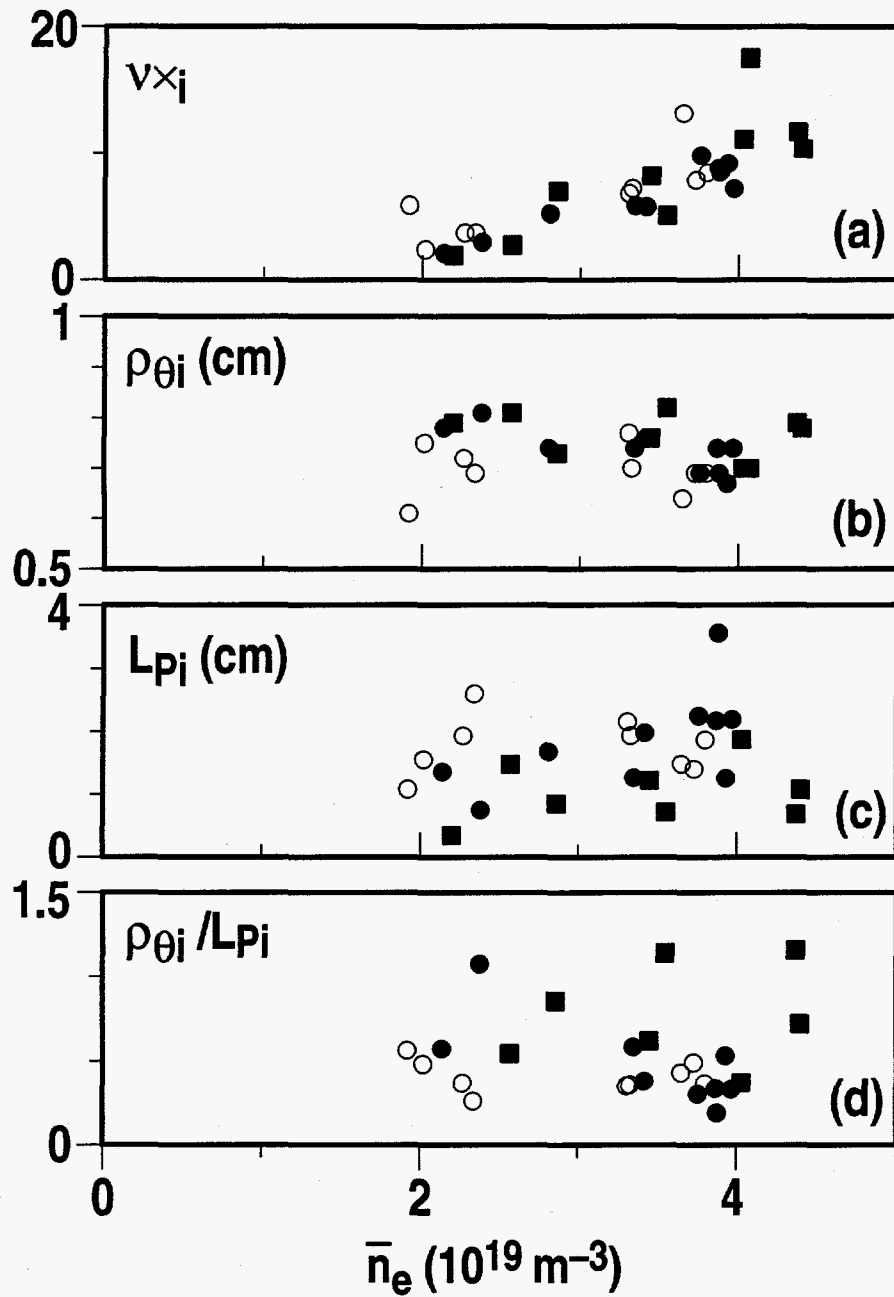 20
ν×i
0
(a)
1
ρθi (cm)
0.5
(b)
4
LPi (cm)
0
(c)
1.5
ρθi /LPi
0
(d)
0 2 4
n̅e (10¹⁹ m⁻³)